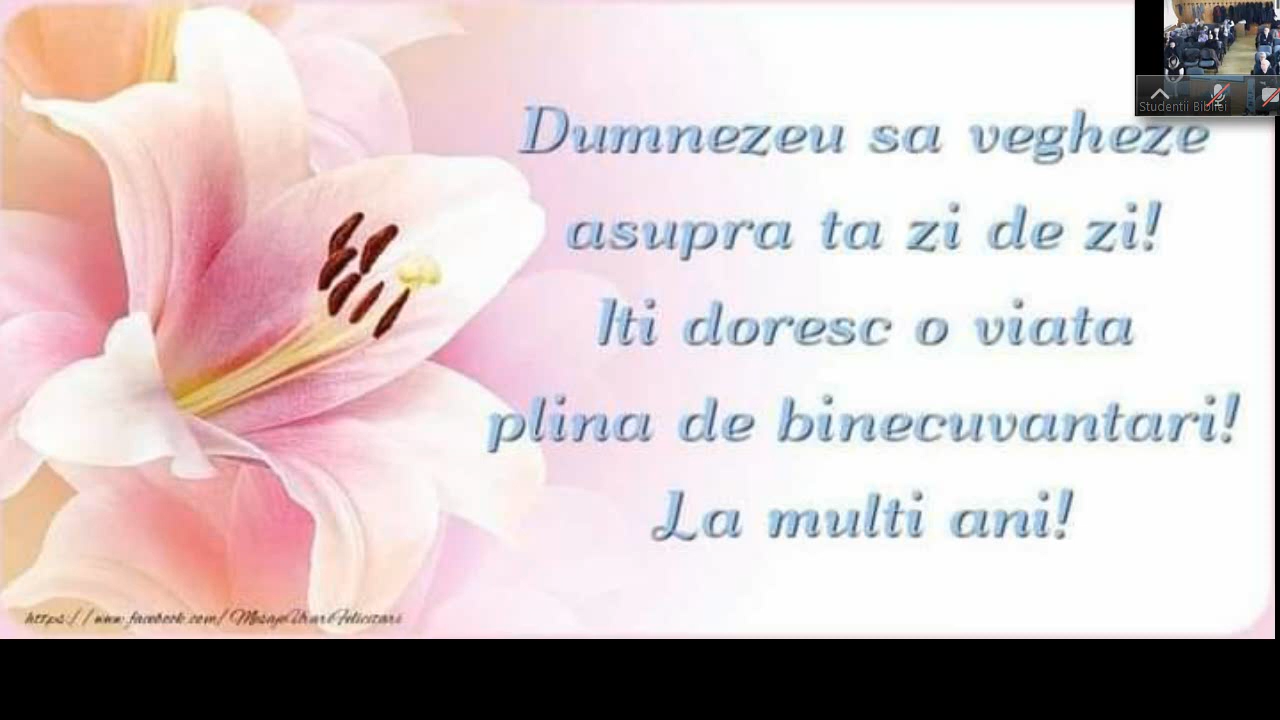 Studentii Bibliei
Dumnezeu sa vegheze
asupra ta zi de zi!
Iti doresc o viata
plina de binecuvantari!
La multi ani!
https://www.facebook.com/MesajeUrariFelicitari